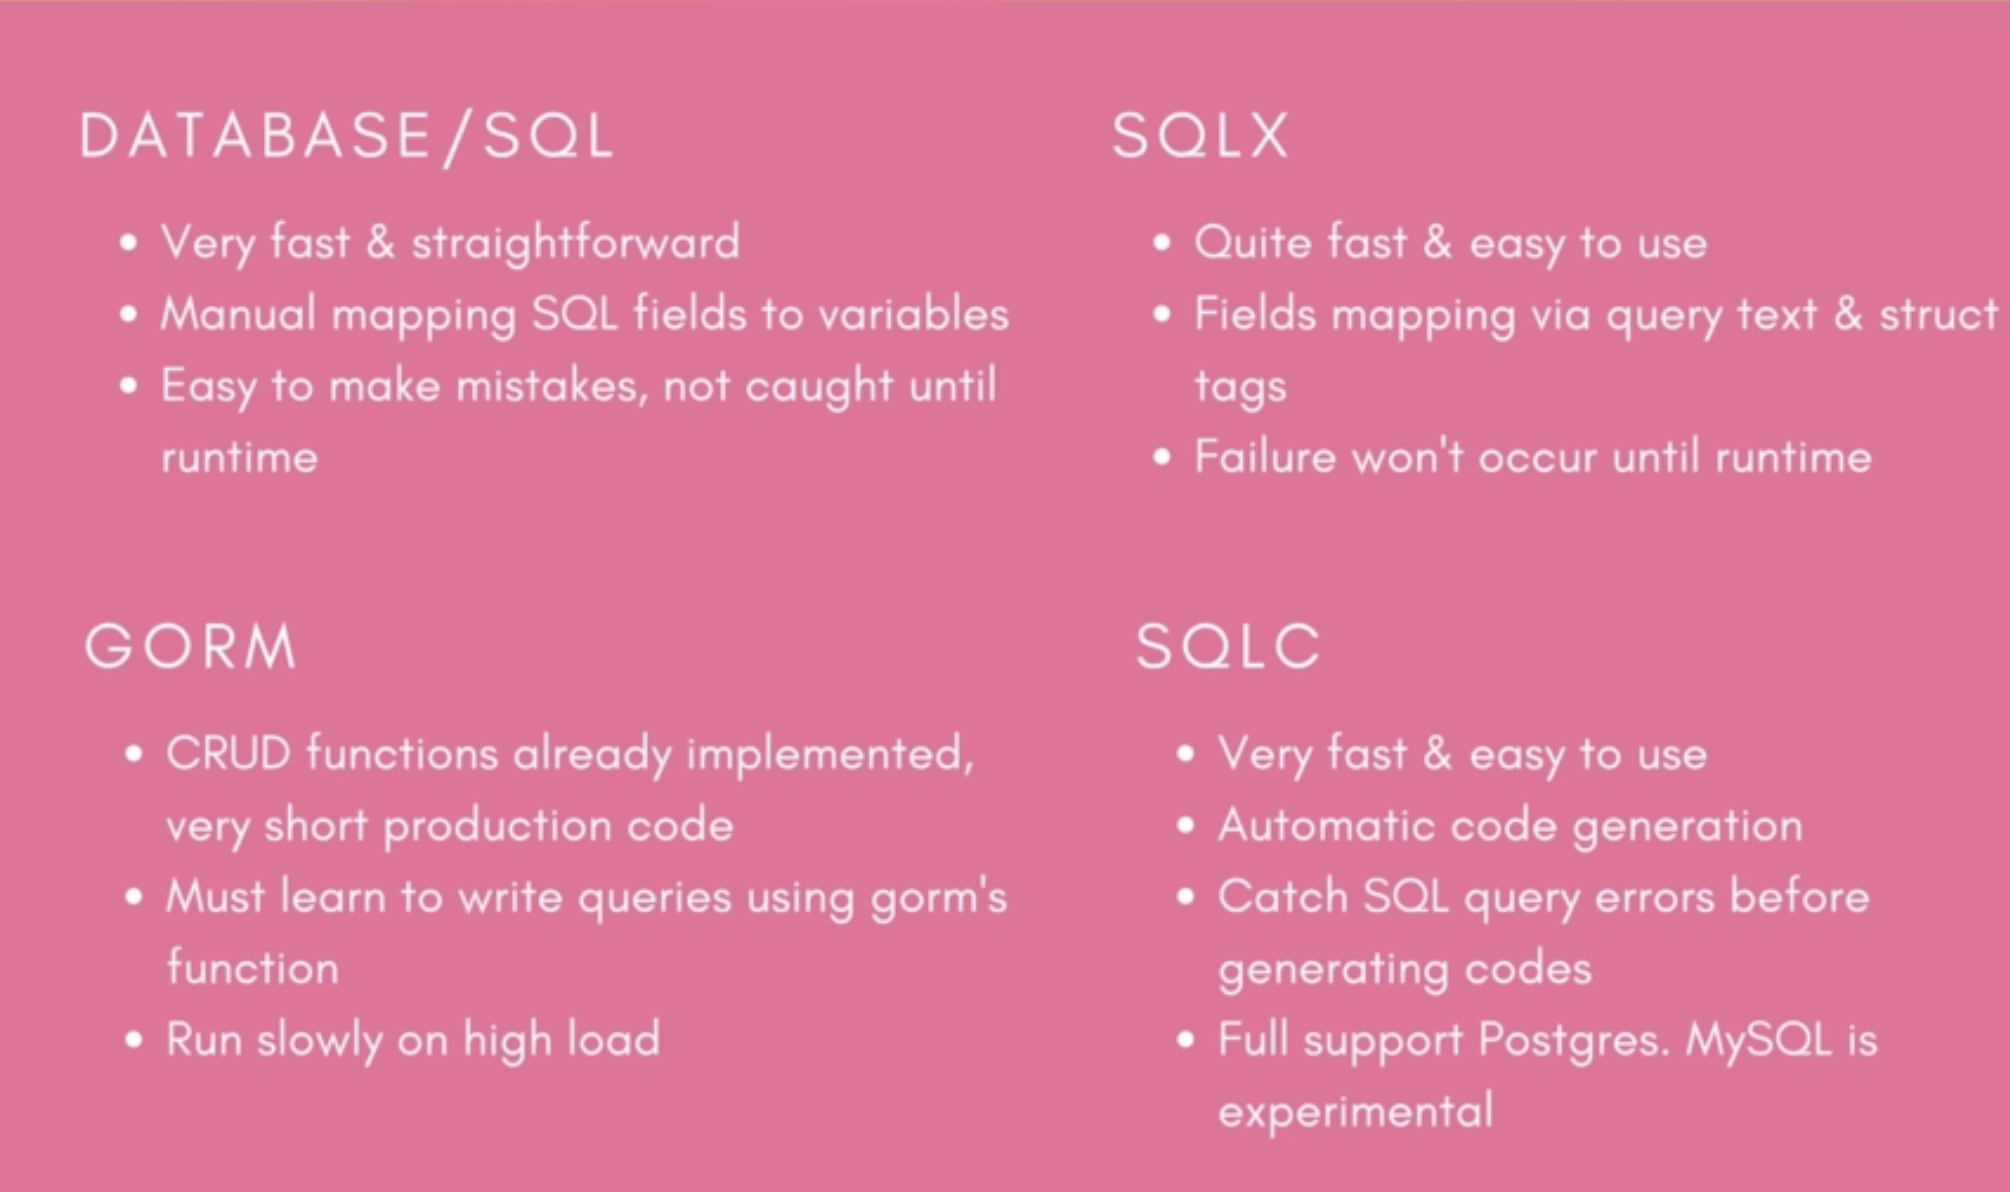 DATABASE/SQL
• Very fast & straightforward
• Manual mapping SQL fields to variables
• Easy to make mistakes, not caught until
runtime
SQLX
• Quite fast & easy to use
• Fields mapping via query text & struct
tags
• Failure won't occur until runtime
GORM
• CRUD functions already implemented,
very short production code
• Must learn to write queries using gorm's
function
• Run slowly on high load
SQLC
• Very fast & easy to use
• Automatic code generation
• Catch SQL query errors before
generating codes
• Full support Postgres. MySQL is
experimental